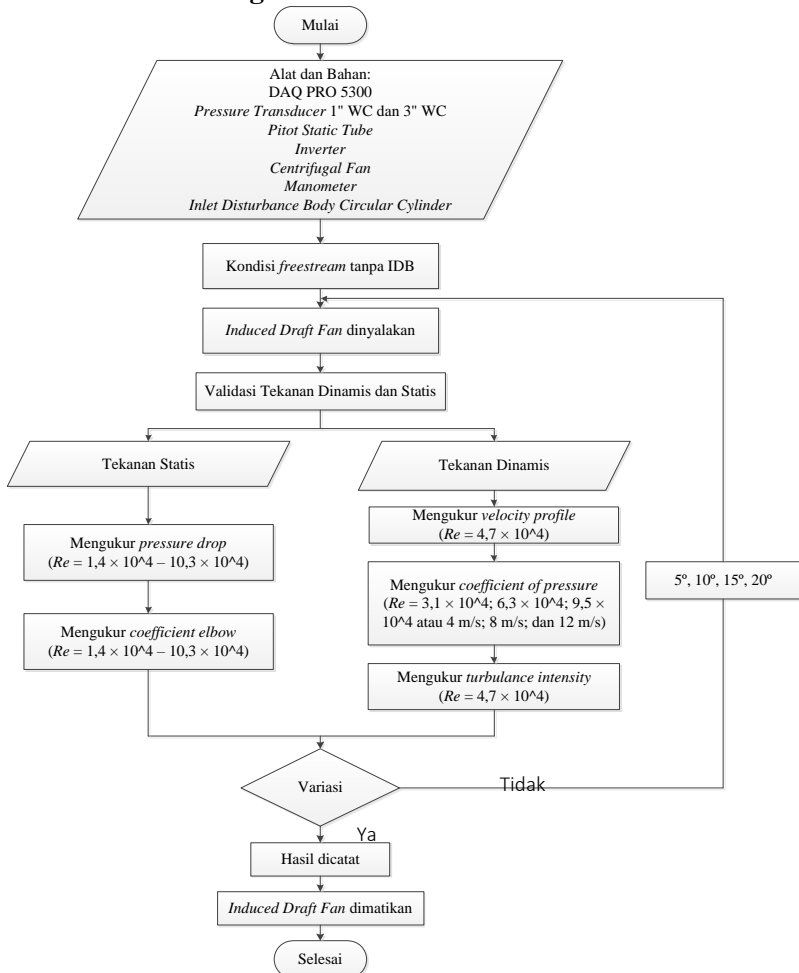 Mulai
Alat dan Bahan:
DAQ PRO 5300
Pressure Transducer 1" WC dan 3" WC
Pitot Static Tube
Inverter
Centrifugal Fan
Manometer
Inlet Disturbance Body Circular Cylinder
Kondisi freestream tanpa IDB
Induced Draft Fan dinyalakan
Validasi Tekanan Dinamis dan Statis
Tekanan Statis
Mengukur pressure drop
(Re = 1,4 × 10^4 – 10,3 × 10^4)
Mengukur coefficient elbow
(Re = 1,4 × 10^4 – 10,3 × 10^4)
Tekanan Dinamis
Mengukur velocity profile
(Re = 4,7 × 10^4)
Mengukur coefficient of pressure
(Re = 3,1 × 10^4; 6,3 × 10^4; 9,5 ×
10^4 atau 4 m/s; 8 m/s; dan 12 m/s)
Mengukur turbulance intensity
(Re = 4,7 × 10^4)
5º, 10º, 15º, 20º
Variasi
Tidak
Ya
Hasil dicatat
Induced Draft Fan dimatikan
Selesai